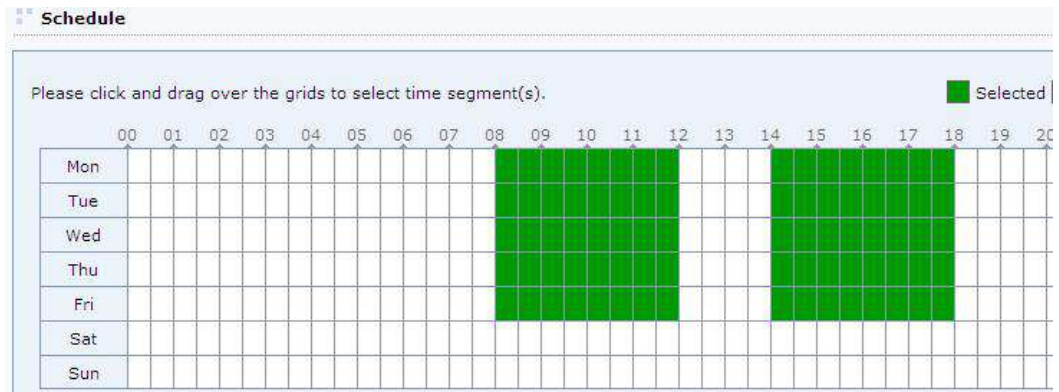 Schedule
Please click and drag over the grids to select time segment(s).
Selected
00 01 02 03 04 05 06 07 08 09 10 11 12 13 14 15 16 17 18 19 20
Mon
Tue
Wed
Thu
Fri
Sat
Sun